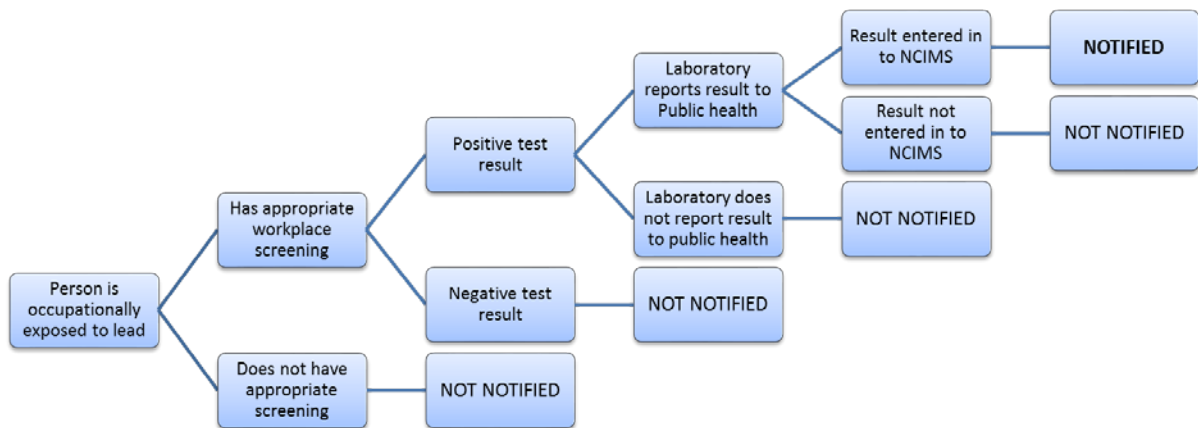 Person is
occupationally
exposed to lead
Has appropriate
workplace
screening
Positive test
result
Laboratory
reports result to
Public health
Result entered in
to NCIMS
NOTIFIED
Result not
entered in to
NCIMS
NOT NOTIFIED
Laboratory does
not report result
to public health
NOT NOTIFIED
Negative test
result
NOT NOTIFIED
Does not have
appropriate
screening
NOT NOTIFIED